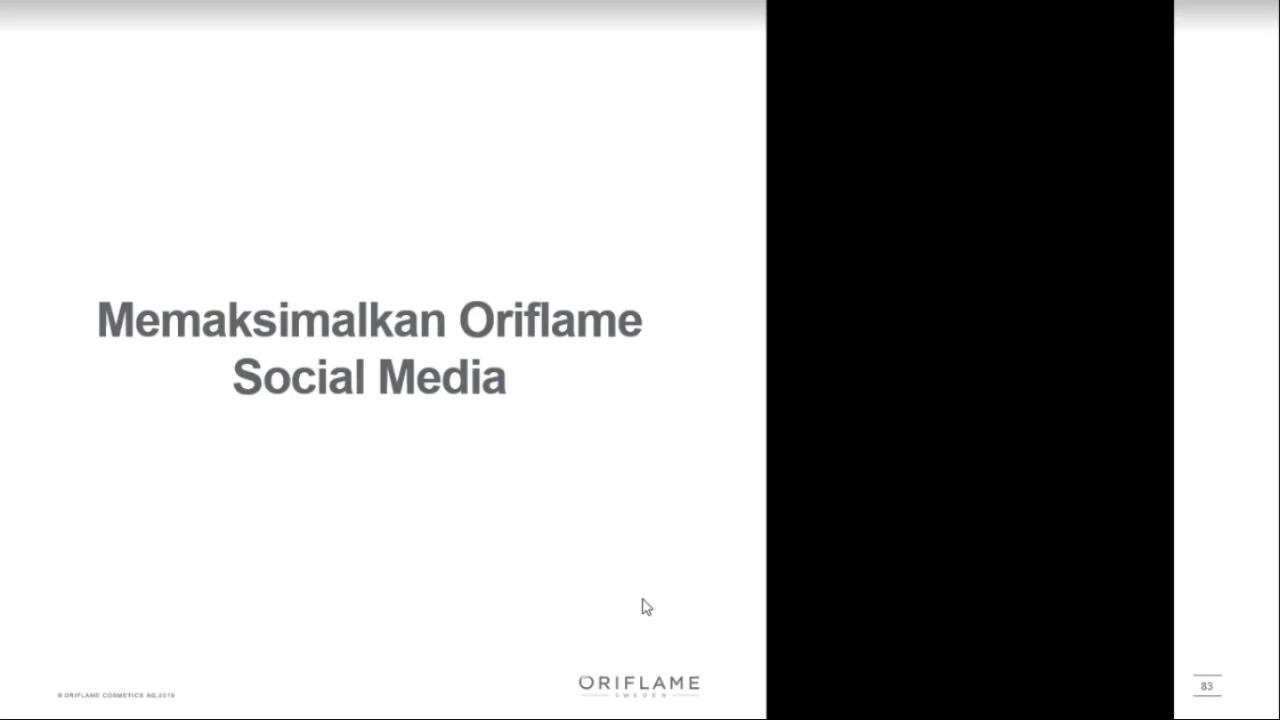 Memaksimalkan Oriflame
Social Media
© ORIFLAME COSMETICS AG, 2019
ORIFLAME
SWEDEN
83